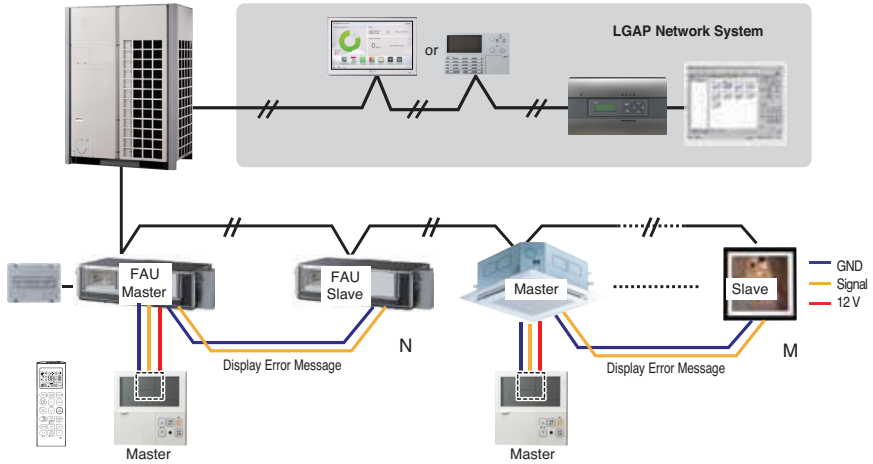 LGAP Network System
or
FAU
Master
FAU
Slave
Master
Slave
GND
Signal
12 V
N
M
Display Error Message
Display Error Message
Master
Master